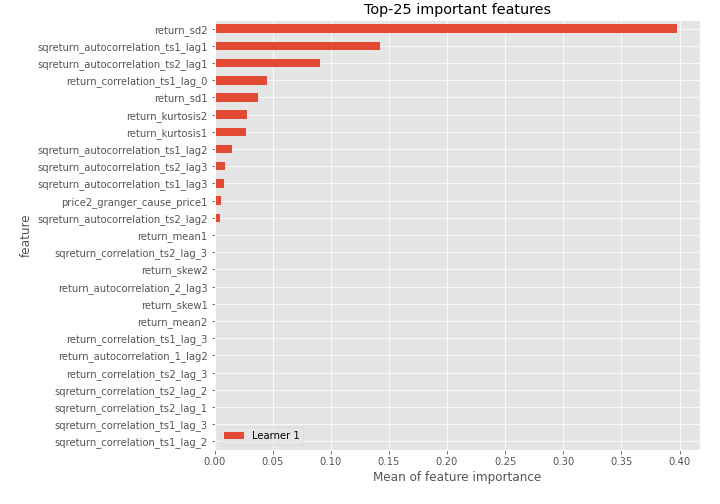 Top-25 important features
return_sd2
sqreturn_autocorrelation_ts1_lag1
sqreturn_autocorrelation_ts2_lag1
return_correlation_ts1_lag_0
return_sd1
return_kurtosis2
return_kurtosis1
sqreturn_autocorrelation_ts1_lag2
sqreturn_autocorrelation_ts2_lag3
sqreturn_autocorrelation_ts1_lag3
price2_granger_cause_price1
sqreturn_autocorrelation_ts2_lag2
return_mean1
sqreturn_correlation_ts2_lag_3
return_skew2
return_autocorrelation_2_lag3
return_skew1
return_mean2
return_correlation_ts1_lag_3
return_autocorrelation_1_lag2
return_correlation_ts2_lag_3
sqreturn_correlation_ts2_lag_2
sqreturn_correlation_ts2_lag_1
sqreturn_correlation_ts1_lag_3
sqreturn_correlation_ts1_lag_2
feature
Learner 1
0.00 0.05 0.10 0.15 0.20 0.25 0.30 0.35 0.40
Mean of feature importance